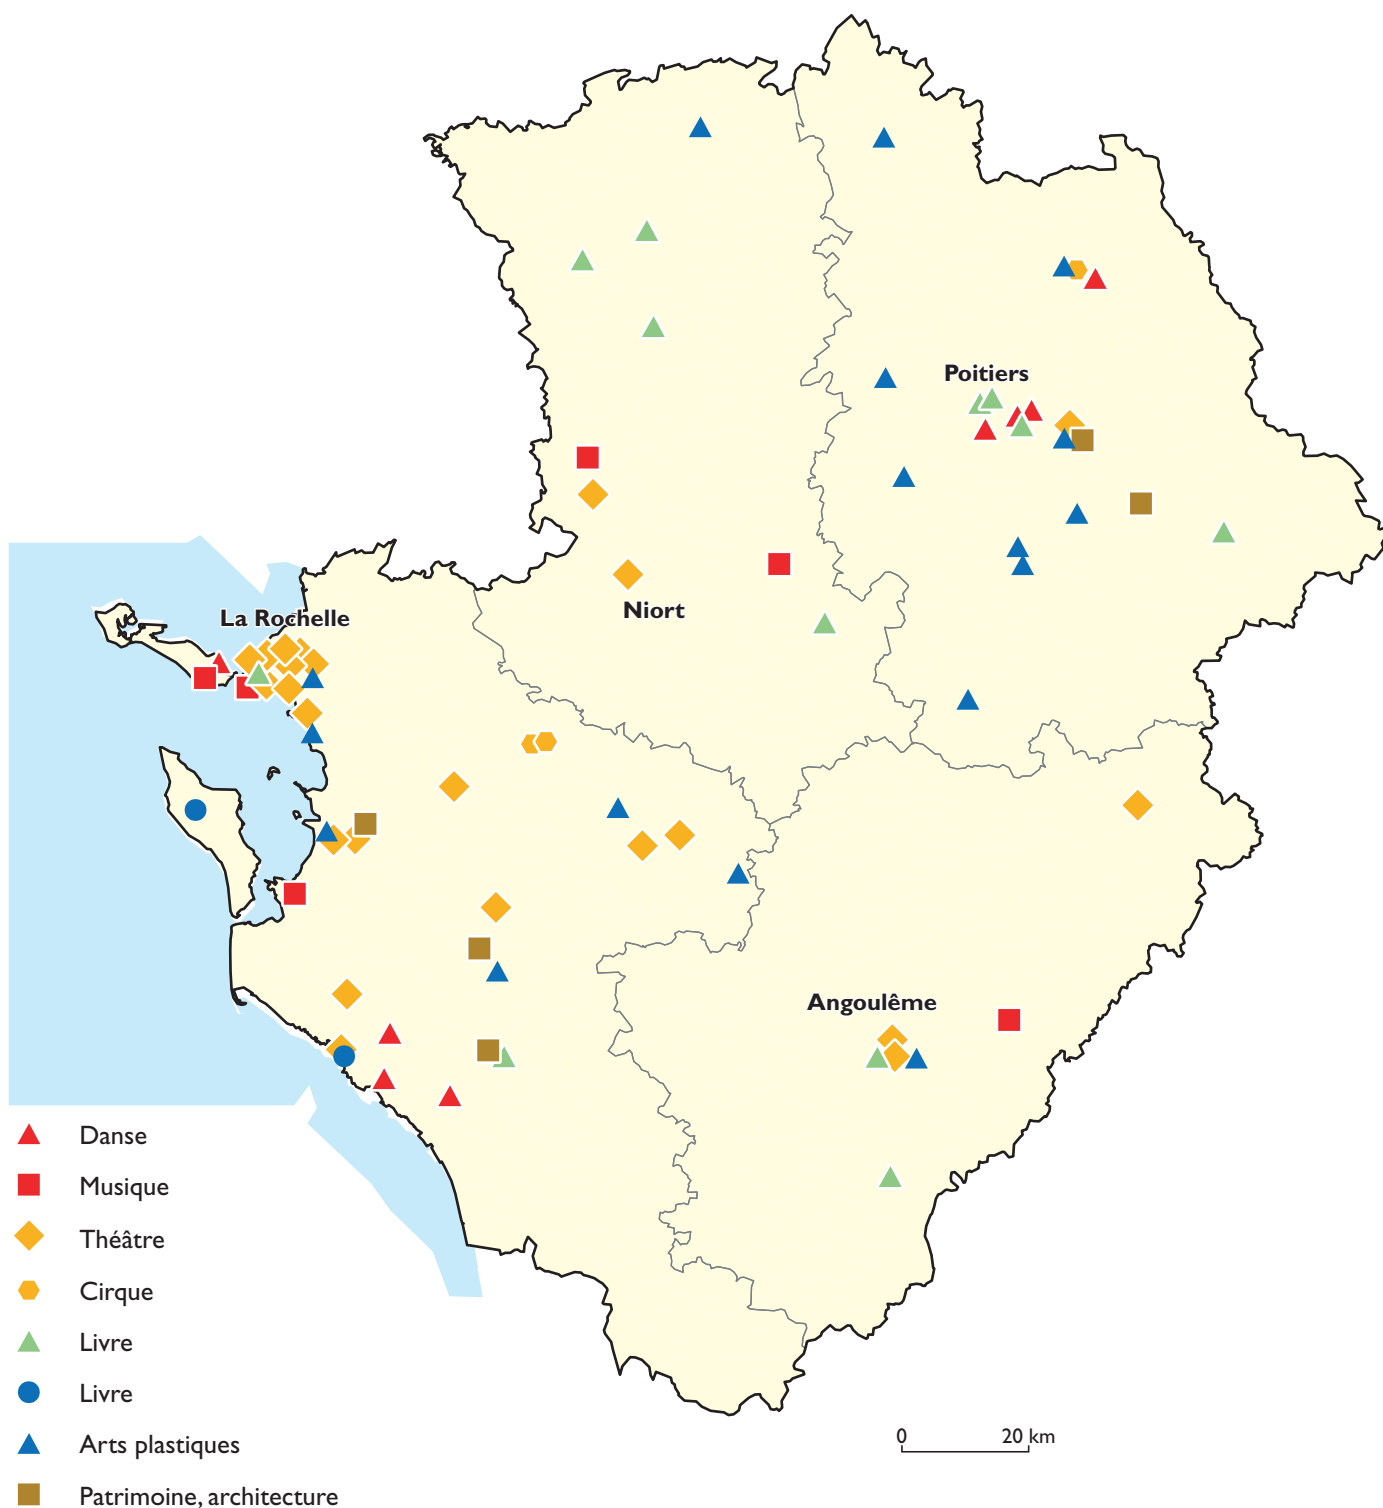 Poitiers
Niort
La Rochelle
Angoulême
Danse
Musique
Théâtre
Cirque
Livre
Livre
Arts plastiques
Patrimoine, architecture
0 20 km